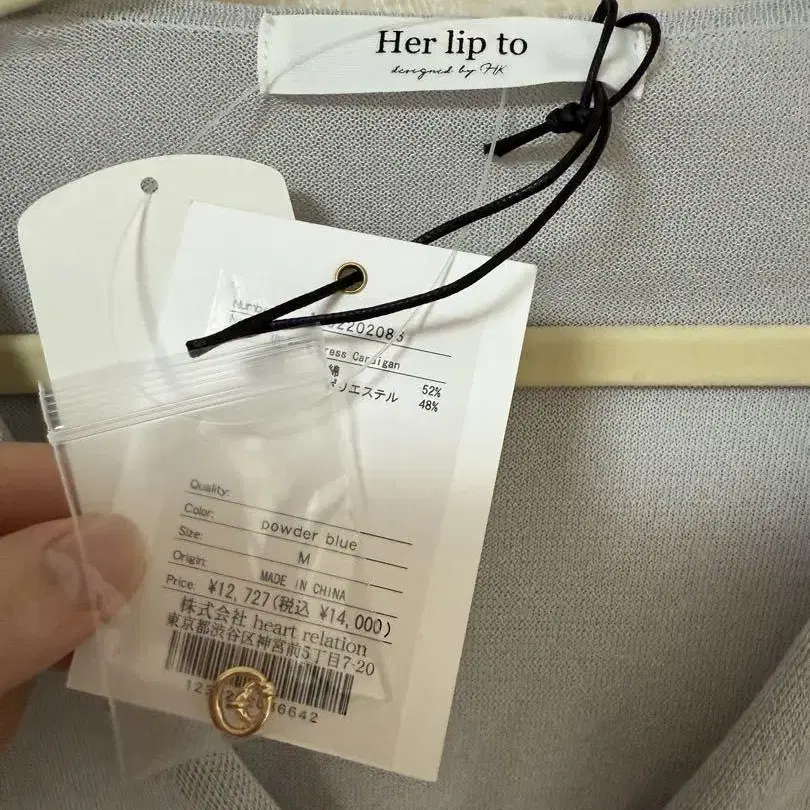 Her lip to
designed by HK
Number
ress Cardigan
綿 52%
ポリエステル 48%
Quality:
Color: powder blue
Size: M
Origin: MADE IN CHINA
Price: ¥12,727(税込 ¥14,000)
株式会社 heart relation
東京都渋谷区神宮前5丁目7-20